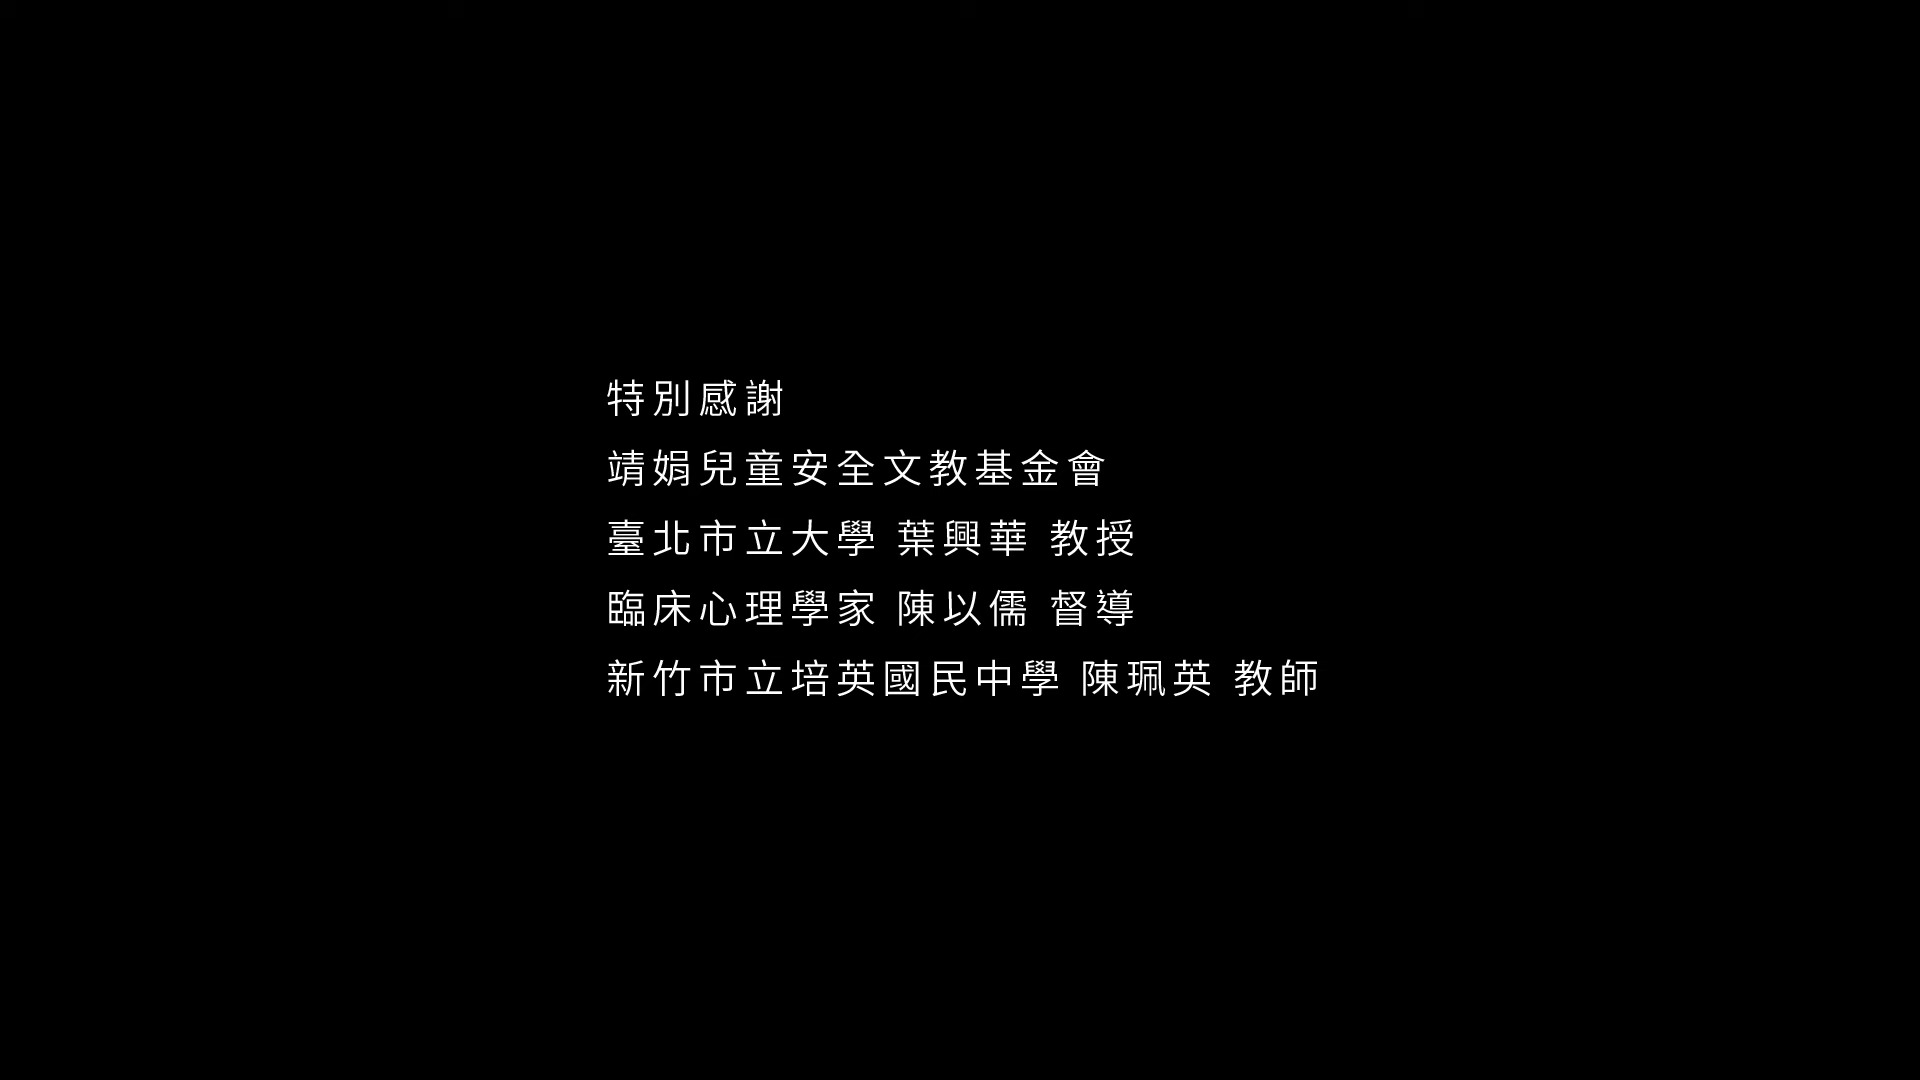 特別感謝
靖娟兒童安全文教基金會
臺北市立大學 葉興華 教授
臨床心理學家 陳以儒 督導
新竹市立培英國民中學 陳珮英 教師